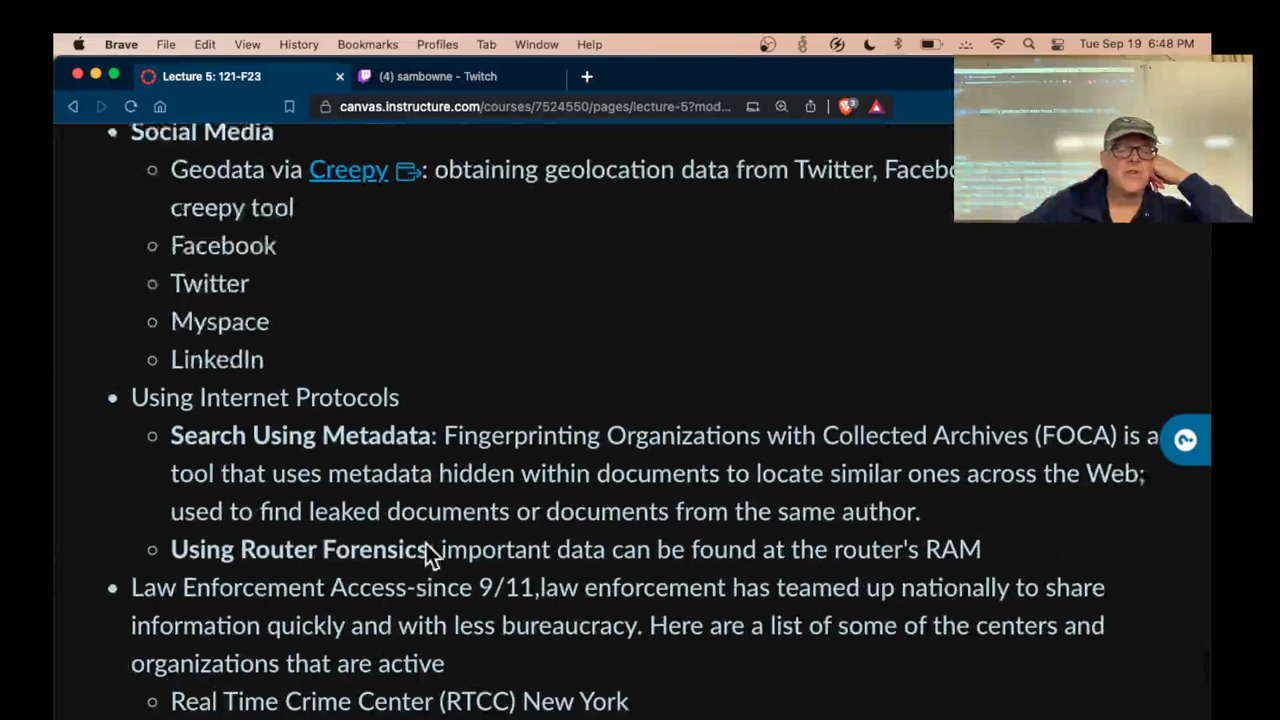 Brave File Edit View History Bookmarks Profiles Tab Window Help Tue Sep 19 6:48 PM
Lecture 5: 121-F23 (4) sambowne - Twitch
canvas.instructure.com/courses/7524550/pages/lecture-5?mod... 3
Social Media
Geodata via Creepy : obtaining geolocation data from Twitter, Facebo
creepy tool
Facebook
Twitter
Myspace
LinkedIn
Using Internet Protocols
Search Using Metadata: Fingerprinting Organizations with Collected Archives (FOCA) is a
tool that uses metadata hidden within documents to locate similar ones across the Web;
used to find leaked documents or documents from the same author.
Using Router Forensics: important data can be found at the router's RAM
Law Enforcement Access-since 9/11,law enforcement has teamed up nationally to share
information quickly and with less bureaucracy. Here are a list of some of the centers and
organizations that are active
Real Time Crime Center (RTCC) New York